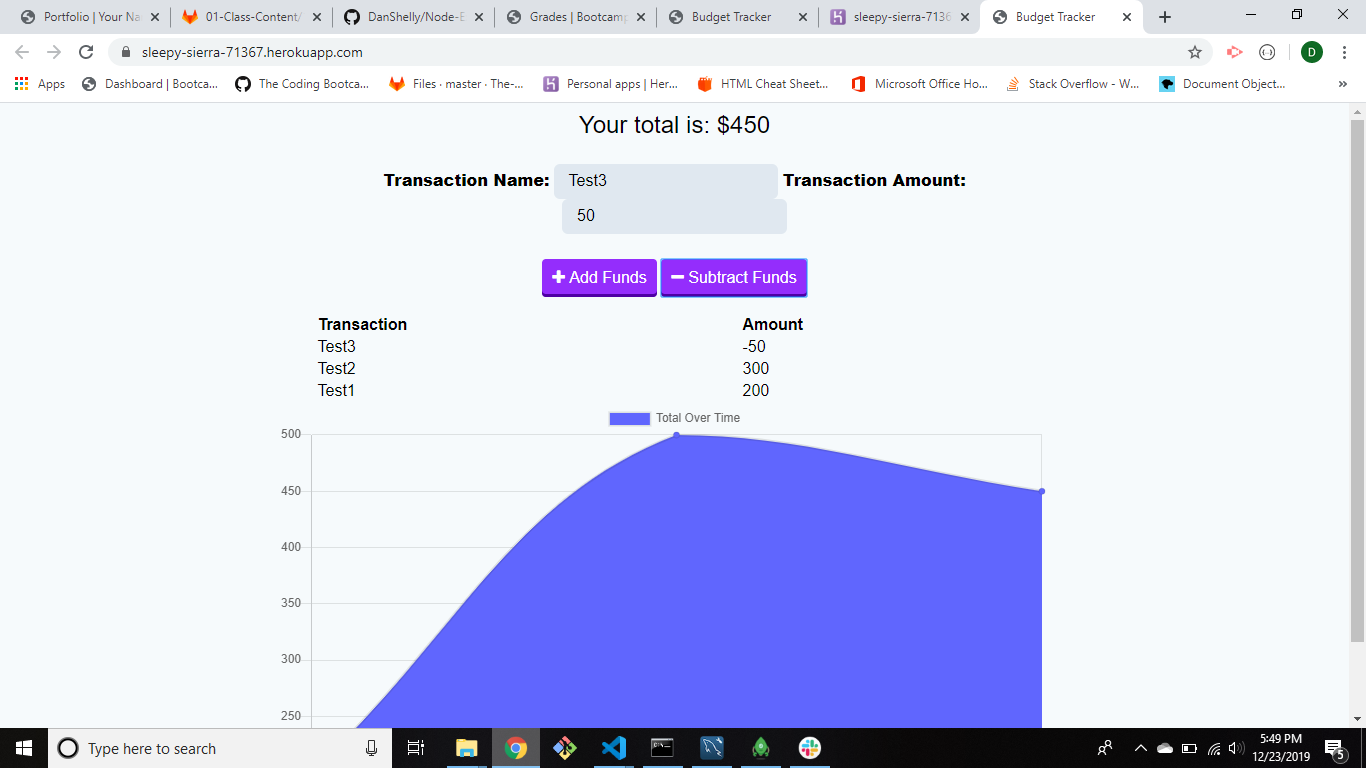 Portfolio | Your Na
01-Class-Content/
DanShelly/Node-E
Grades | Bootcamp
Budget Tracker
sleepy-sierra-7136
Budget Tracker
sleepy-sierra-71367.herokuapp.com
D
Apps
Dashboard | Bootca...
The Coding Bootca...
Files · master · The-...
Personal apps | Her...
HTML Cheat Sheet...
Microsoft Office Ho...
Stack Overflow - W...
Document Object...
»
Your total is: $450
Transaction Name: Test3 Transaction Amount:
50
+ Add Funds − Subtract Funds
Transaction Amount
Test3 -50
Test2 300
Test1 200
Total Over Time
500
450
400
350
300
250
Type here to search
5:49 PM
12/23/2019
5